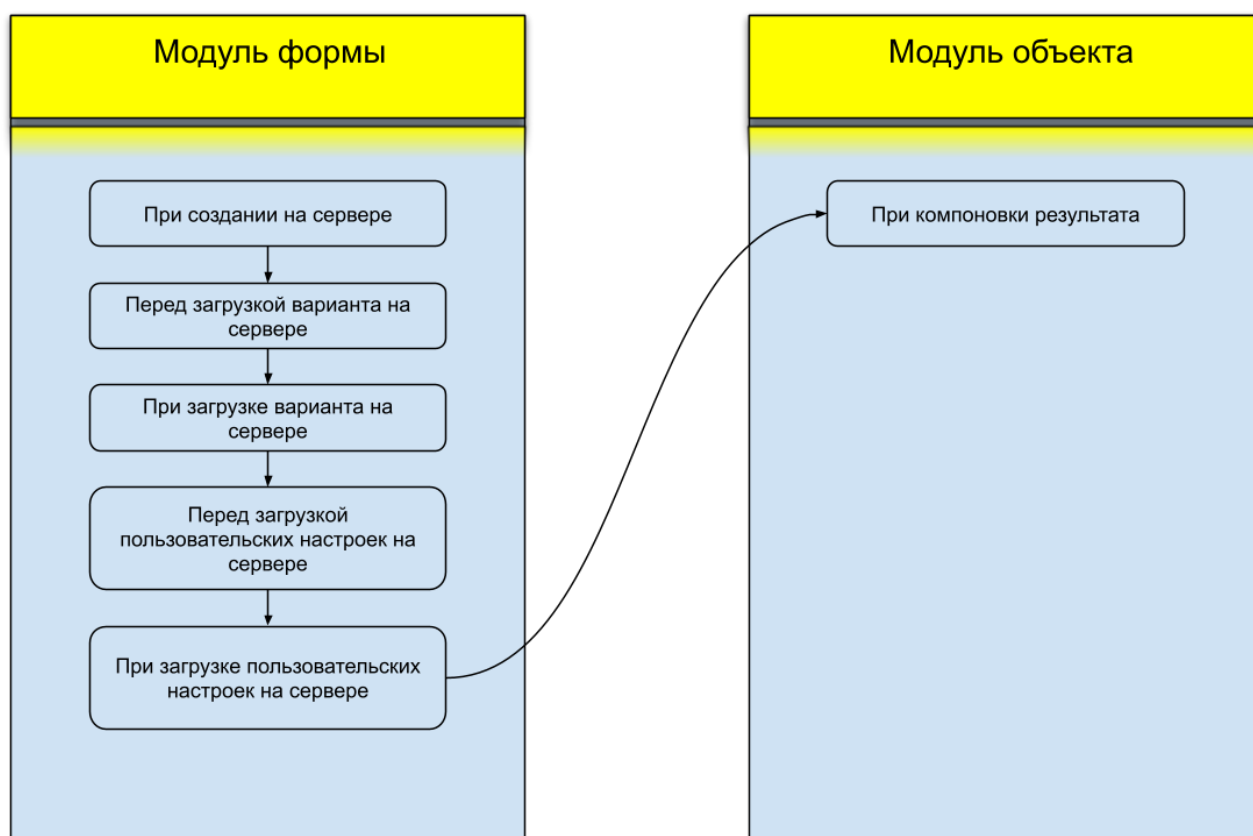 Модуль формы
При создании на сервере
Перед загрузкой варианта на
сервере
При загрузке варианта на
сервере
Перед загрузкой
пользовательских настроек на
сервере
При загрузке пользовательских
настроек на сервере
Модуль объекта
При компоновки результата